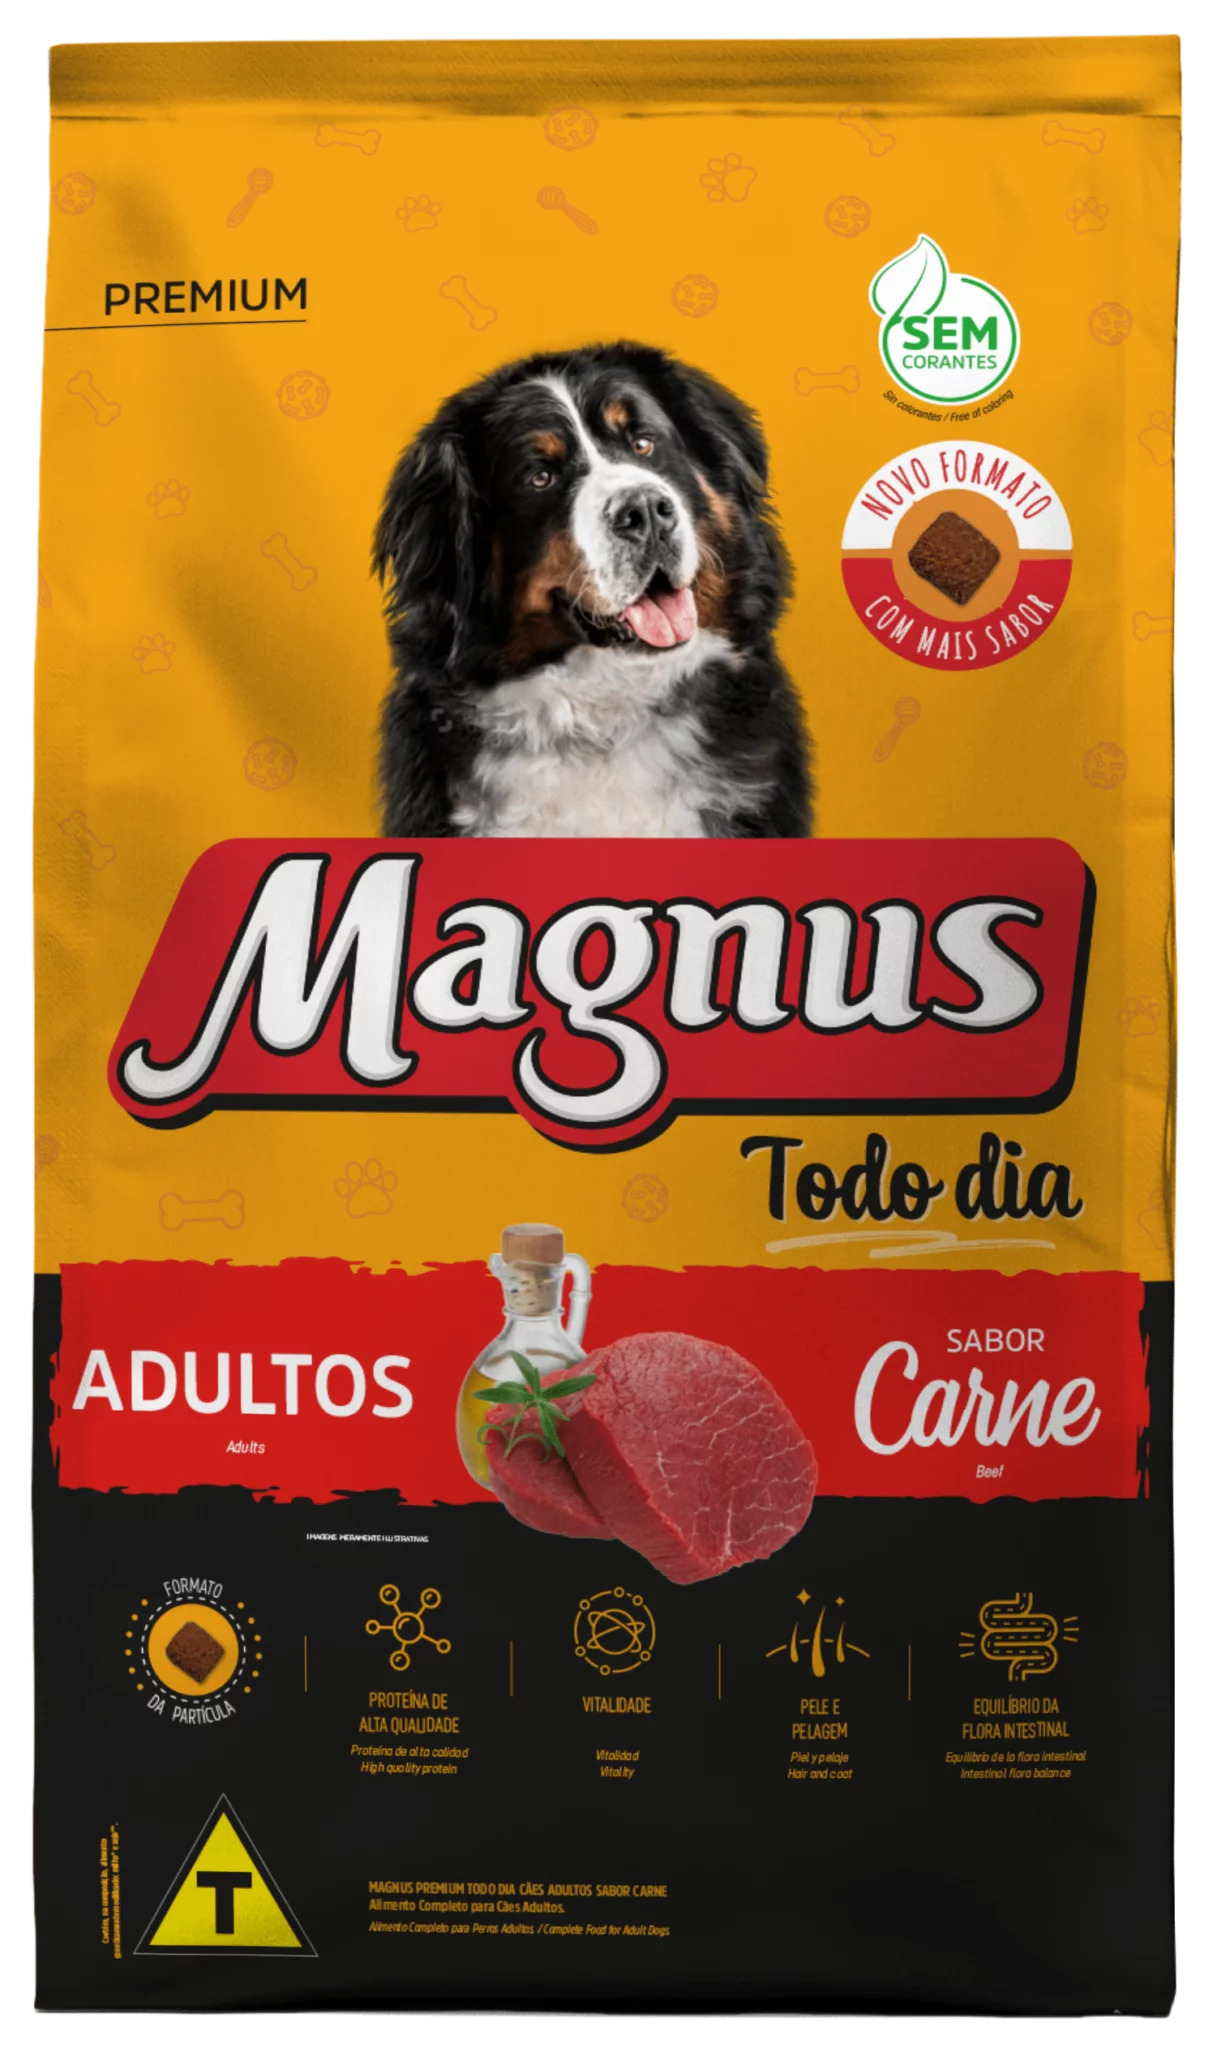 PREMIUM
SEM
CORANTES
Sin colorantes / Free of coloring
NOVO FORMATO
COM MAIS SABOR
Magnus
Todo dia
ADULTOS
Adults
SABOR
Carne
Beef
IMAGENS MERAMENTE ILUSTRATIVAS
FORMATO
DA PARTÍCULA
PROTEÍNA DE
ALTA QUALIDADE
Proteína de alta calidad
High quality protein
VITALIDADE
Vitalidad
Vitality
PELE E
PELAGEM
Piel y pelaje
Hair and coat
EQUILÍBRIO DA
FLORA INTESTINAL
Equilibrio de la flora intestinal
Intestinal flora balance
T
MAGNUS PREMIUM TODO DIA CÃES ADULTOS SABOR CARNE
Alimento Completo para Cães Adultos.
Alimento Completo para Perros Adultos / Complete Food for Adult Dogs